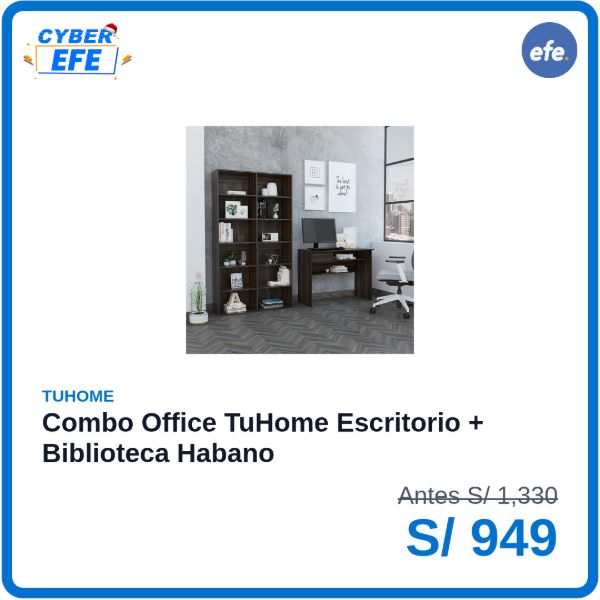 CYBER
EFE
efe.
TUHOME
Combo Office TuHome Escritorio +
Biblioteca Habano
Antes S/ 1,330
S/ 949